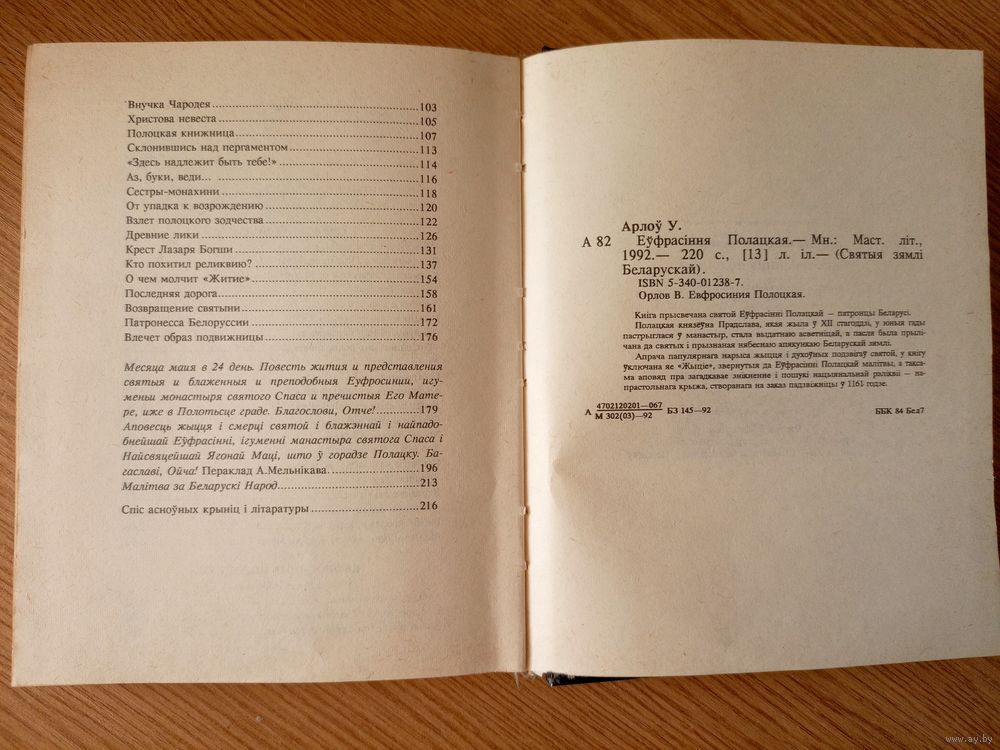 Внучка Чародея 103
Христова невеста 105
Полоцкая книжница 107
Склонившись над пергаментом 113
«Здесь надлежит быть тебе!» 114
Аз, буки, веди... 116
Сестры-монахини 118
От упадка к возрождению 120
Взлет полоцкого зодчества 122
Древние лики 126
Крест Лазаря Богши 131
Кто похитил реликвию? 137
О чем молчит «Житие» 154
Последняя дорога 158
Возвращение святыни 161
Патронесса Белоруссии 172
Влечет образ подвижницы 176
Месяца маия в 24 день. Повесть жития и представления
святыя и блаженныя и преподобныя Еуфросинии, игу-
меньи монастыря святого Спаса и пречистыя Его Мате-
ре, иже в Полотьсце граде. Благослови, Отче! 179
Аповесць жыцця і смерці святой і блажэннай і найпадо-
бнейшай Еўфрасінні, ігуменні манастыра святога Спаса і
Найсвяцейшай Ягонай Маці, што ў горадзе Полацку. Ба-
гаславі, Ойча! Пераклад А.Мельнікава. 196
Малітва за Беларускі Народ 213
Спіс асноўных крыніц і літаратуры 216
Арлоў У.
А 82 Еўфрасіння Полацкая.— Мн.: Маст. літ.,
1992.— 220 с., [13] л. іл.— (Святыя зямлі
Беларускай).
ISBN 5-340-01238-7.
Орлов В. Евфросиния Полоцкая.
Кніга прысвечана святой Еўфрасінні Полацкай — патронцы Беларусі.
Полацкая князёўна Прадслава, якая жыла ў XII стагоддзі, у юныя гады
пастрыглася ў манастыр, стала выдатнаю асветніцай, а пасля была прылі-
чана да святых і прызнаная нябеснаю апякункаю Беларускай зямлі.
Апрача папулярнага нарыса жыцця і духоўных подзвігаў святой, у кнігу
ўключана яе «Жыціе», звернутыя да Еўфрасінні Полацкай малітвы, а такса-
ма аповяд пра загадкавае знікненне і пошукі нацыянальнай рэліквіі — на-
прастольнага крыжа, створанага на заказ падзвіжніцы ў 1161 годзе.
А 4702120201—067 БЗ 145—92 ББК 84 Бел7
М 302(03)—92
www.ay.by